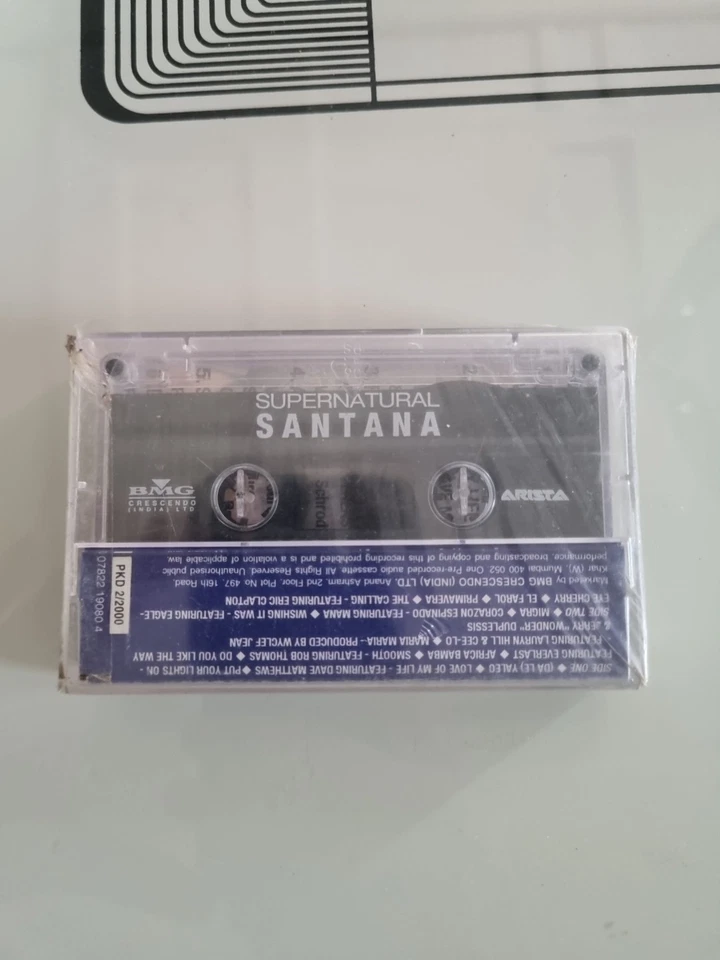 SUPERNATURAL
SANTANA
BMG
CRESCENDO
(INDIA) LTD
ARISTA
SIDE ONE ◆ (DA LE) YALEO ◆ LOVE OF MY LIFE - FEATURING DAVE MATTHEWS ◆ PUT YOUR LIGHTS ON -
FEATURING EVERLAST ◆ AFRICA BAMBA ◆ SMOOTH - FEATURING ROB THOMAS ◆ DO YOU LIKE THE WAY
FEATURING LAURYN HILL & CEE-LO ◆ MARIA MARIA - PRODUCED BY WYCLEF JEAN
& JERRY "WONDER" DUPLESSIS
SIDE TWO ◆ MIGRA ◆ CORAZON ESPINADO - FEATURING MANA ◆ WISHING IT WAS - FEATURING EAGLE-
EYE CHERRY ◆ EL FAROL ◆ PRIMAVERA ◆ THE CALLING - FEATURING ERIC CLAPTON
Marketed by BMG CRESCENDO (INDIA) LTD. Anand Ashram, 2nd Floor, Plot No 497, 16th Road,
Khar (W), Mumbai 400 052. One Pre recorded audio cassette. All Rights Reserved. Unauthorised public
performance, broadcasting and copying of this recording prohibited and is a violation of applicable law.
PKD 2/2000
07822 19080 4